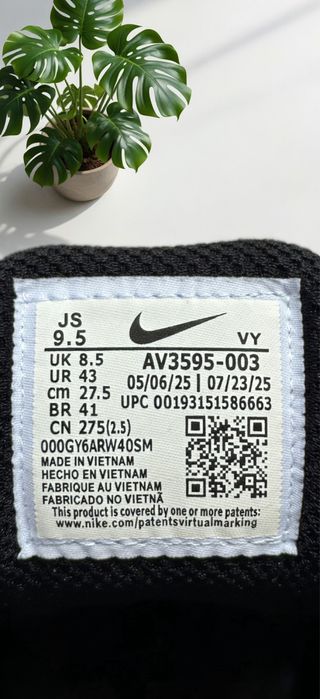 JS
9.5
VY
UK 8.5
UR 43
cm 27.5
BR 41
CN 275(2.5)
AV3595-003
05/06/25 | 07/23/25
UPC 00193151586663
000GY6ARW40SM
MADE IN VIETNAM
HECHO EN VIETNAM
FABRIQUE AU VIETNAM
FABRICADO NO VIETNÃ
This product is covered by one or more patents:
www.nike.com/patentsvirtualmarking